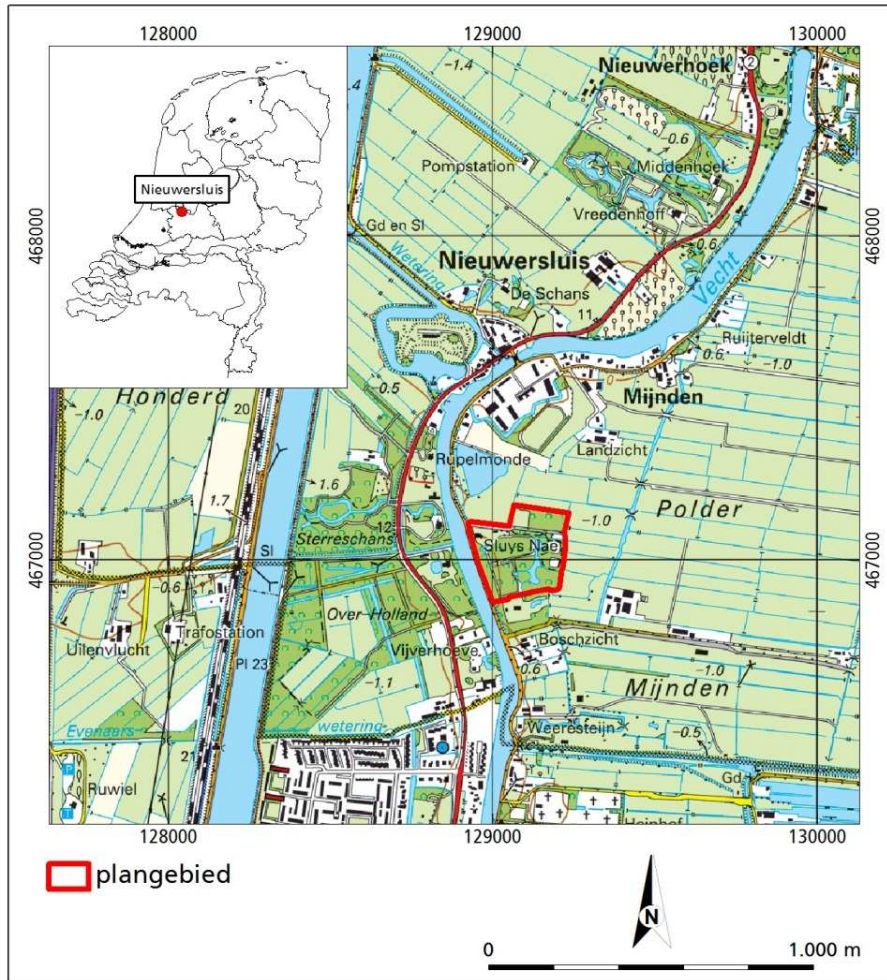 128000 129000 130000
Nieuwerhoek
2
-1.4
Pompstation
-0.6
Middenhoek
Vreedenhoff
Nieuwersluis
468000 468000
Gd en Sl
-0.6
Wetering
Nieuwersluis
De Schans
Vecht
11
Ruijterveldt
0.6 -1.0
-0.5
Mijnden
Honderd
-1.0
20
Landzicht
Rupelmonde
1.6
1.7
Polder
-1.0
12
Sterreschans
Sluys Nae
467000 467000
Sl
-0.6
Over-Holland
Trafostation
Boschzicht
Uilenvlucht
Vijverhoeve
0.6
-1.0
Pl 23
-1.1
Mijnden
Evenaars
wetering
Weeresteijn
-0.5
21
P
Gd
Ruwiel
T
128000 129000 130000
plangebied
N
0 1.000 m